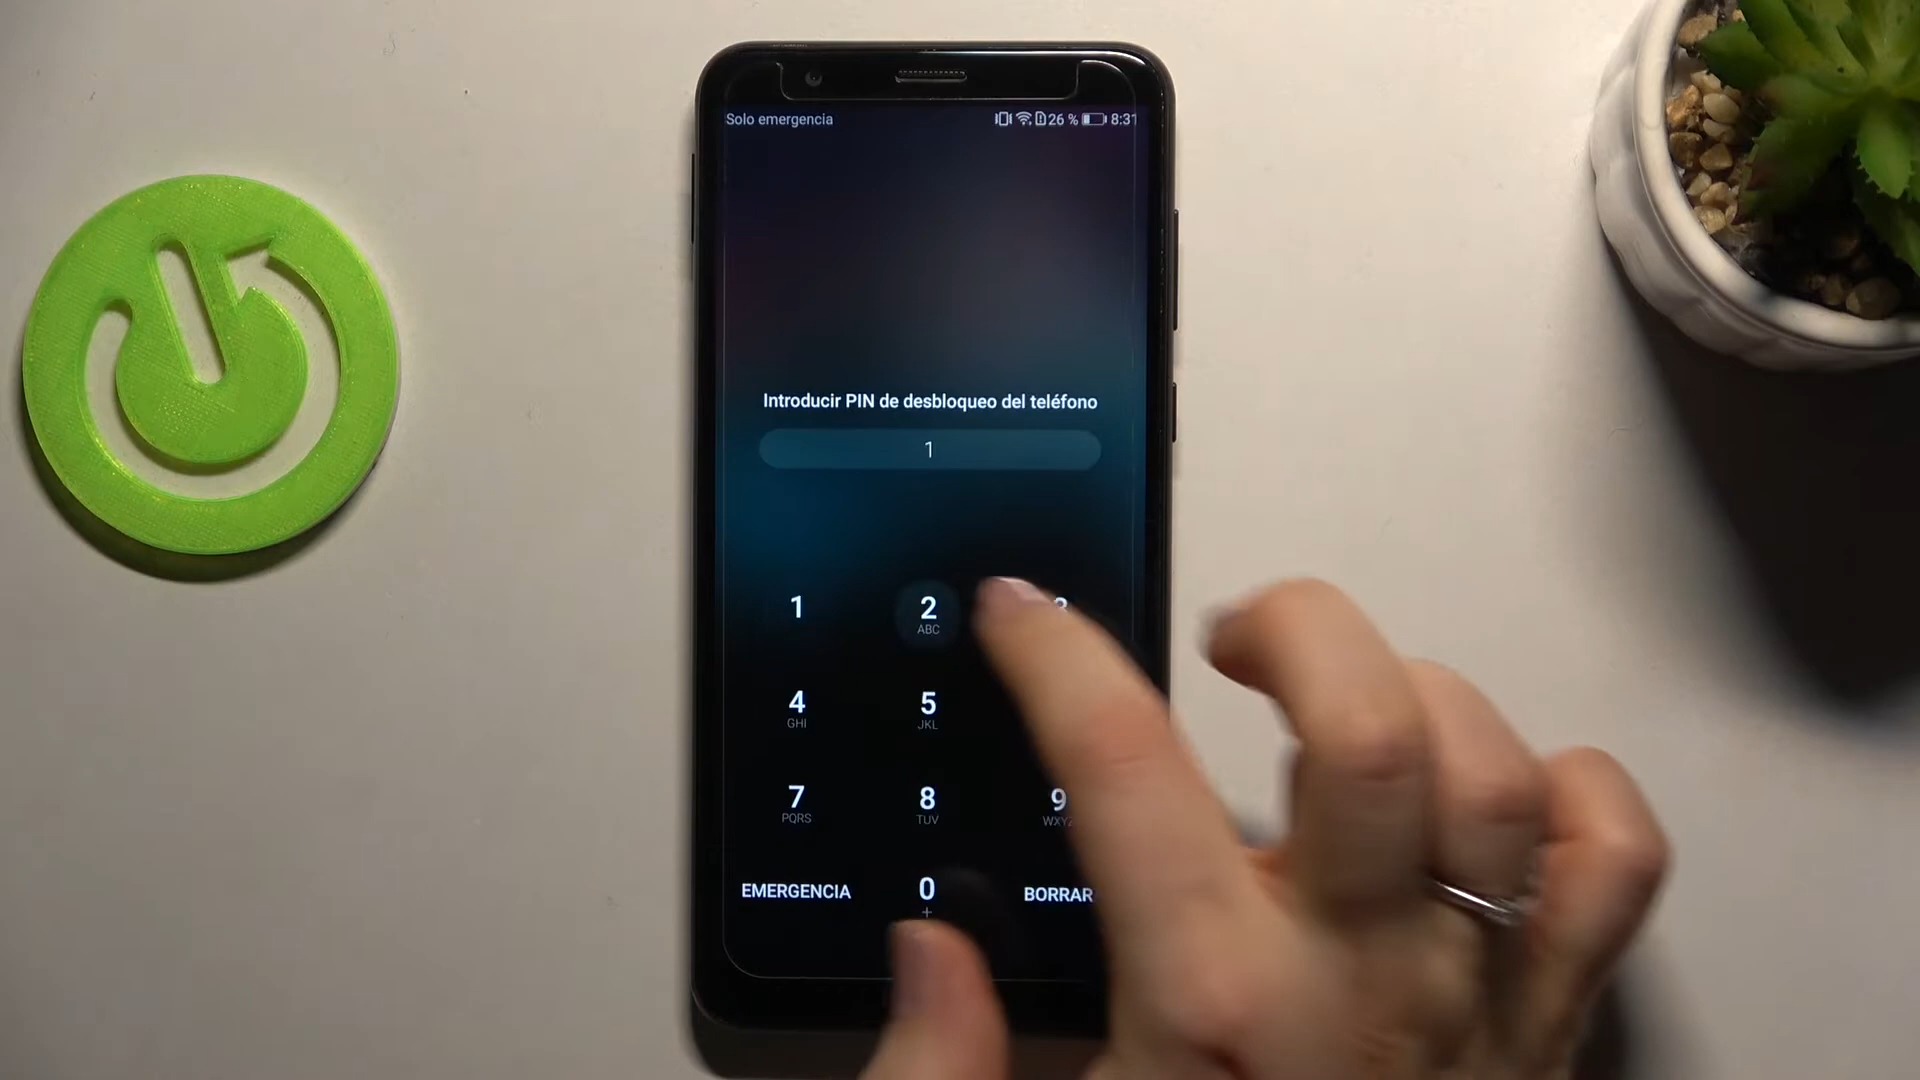 Solo emergencia 26 % 8:31
Introducir PIN de desbloqueo del teléfono
1
1 2
ABC
4 5
GHI JKL
7 8 9
PQRS TUV WXYZ
EMERGENCIA 0 BORRAR
+